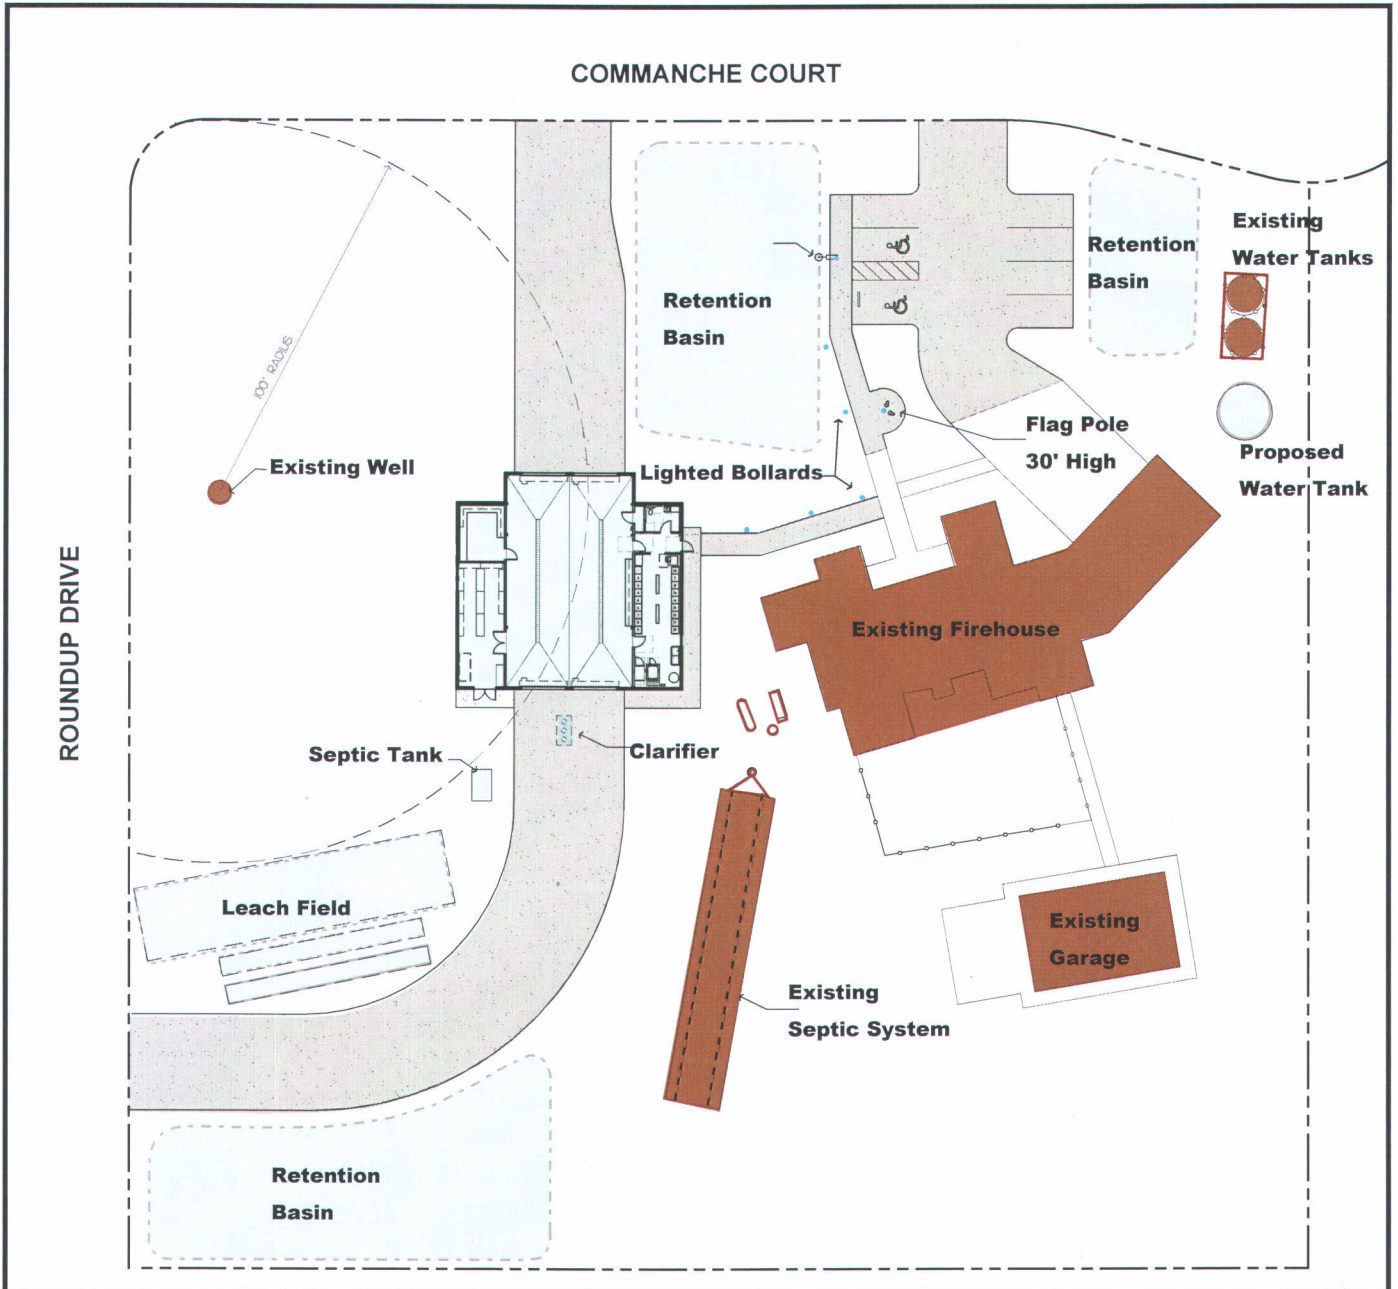 COMMANCHE COURT
Existing
Water Tanks
Retention
Basin
Retention
Basin
100' RADIUS
Flag Pole
30' High
Proposed
Water Tank
Existing Well
Lighted Bollards
ROUNDUP DRIVE
Existing Firehouse
Septic Tank
Clarifier
Leach Field
Existing
Garage
Existing
Septic System
Retention
Basin